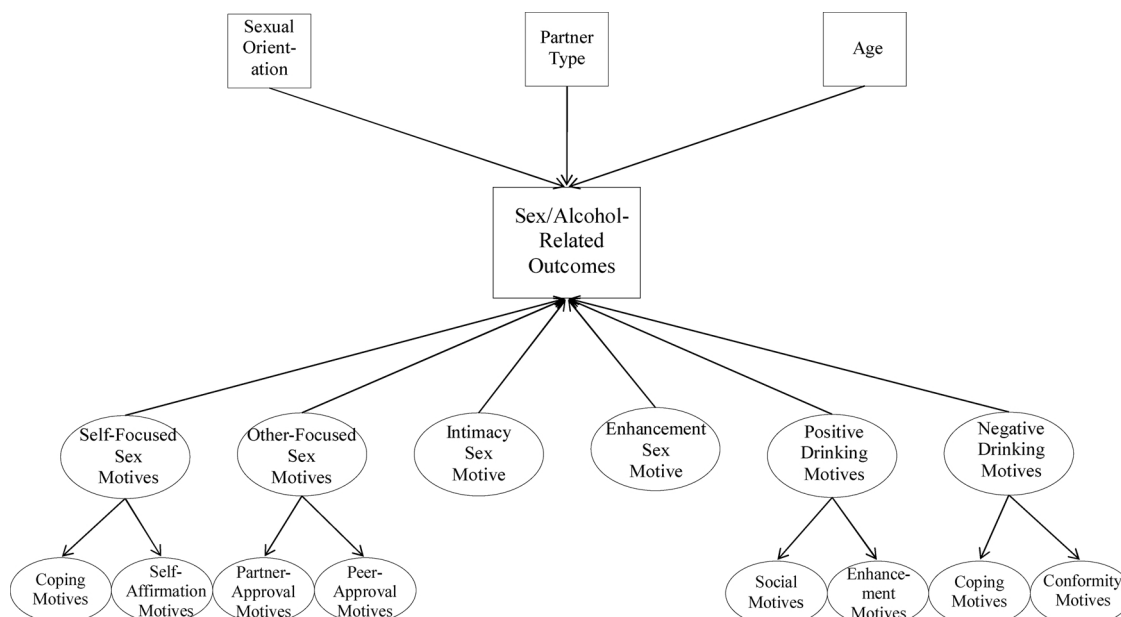 Sexual
Orient-
ation
Partner
Type
Age
Sex/Alcohol-
Related
Outcomes
Self-Focused
Sex
Motives
Other-Focused
Sex
Motives
Intimacy
Sex
Motive
Enhancement
Sex
Motive
Positive
Drinking
Motives
Negative
Drinking
Motives
Coping
Motives
Self-
Affirmation
Motives
Partner-
Approval
Motives
Peer-
Approval
Motives
Social
Motives
Enhance-
ment
Motives
Coping
Motives
Conformity
Motives